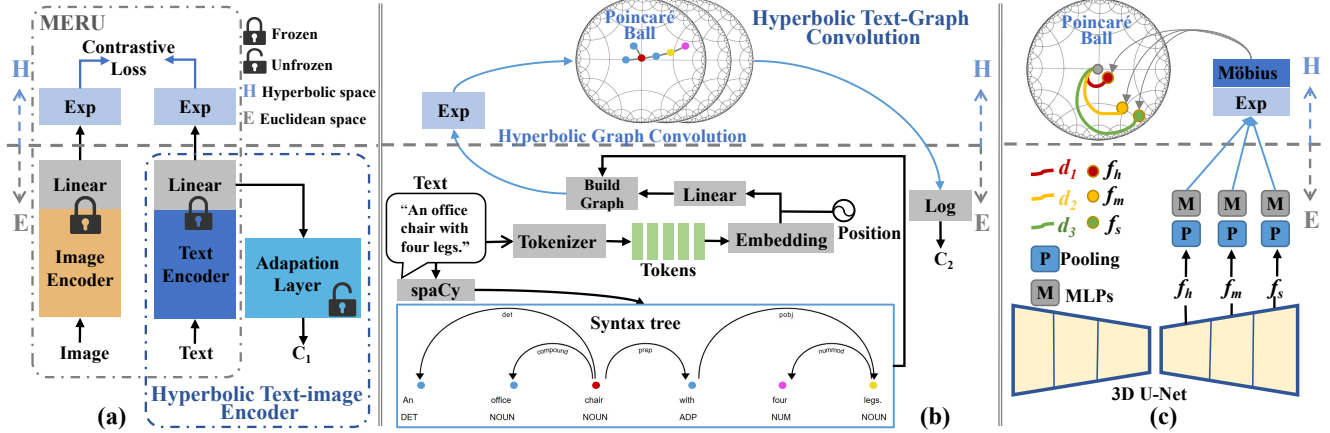 MERU
Contrastive
Loss
Frozen
Unfrozen
H Hyperbolic space
E Euclidean space
H
E
Exp
Exp
Linear
Linear
Image
Encoder
Text
Encoder
Adapation
Layer
Image
Text
C1
Hyperbolic Text-image
Encoder
(a)
Poincaré
Ball
Hyperbolic Text-Graph
Convolution
Exp
Hyperbolic Graph Convolution
H
E
Text
“An office
chair with
four legs.”
Build
Graph
Linear
Tokenizer
Tokens
Embedding
Position
Log
C2
spaCy
Syntax tree
det
pobj
compound
prep
nummod
An office chair with four legs.
DET NOUN NOUN ADP NUM NOUN
(b)
Poincaré
Ball
Möbius
Exp
H
E
d1 fh
d2 fm
d3 fs
M M M
P P P
P Pooling
M MLPs
fh fm fs
3D U-Net
(c)